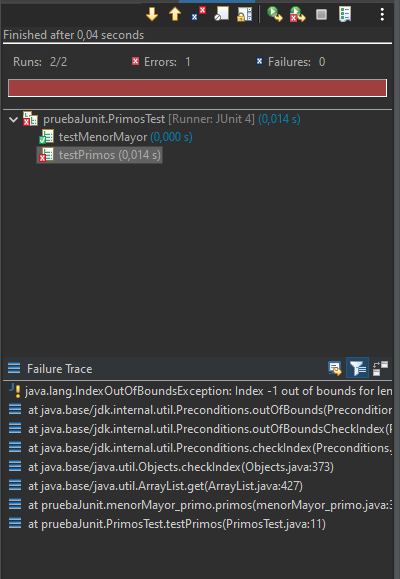 Finished after 0,04 seconds
Runs: 2/2 Errors: 1 Failures: 0
pruebaJunit.PrimosTest [Runner: JUnit 4] (0,014 s)
testMenorMayor (0,000 s)
testPrimos (0,014 s)
Failure Trace
java.lang.IndexOutOfBoundsException: Index -1 out of bounds for len
at java.base/jdk.internal.util.Preconditions.outOfBounds(Precondition
at java.base/jdk.internal.util.Preconditions.outOfBoundsCheckIndex(P
at java.base/jdk.internal.util.Preconditions.checkIndex(Preconditions.
at java.base/java.util.Objects.checkIndex(Objects.java:373)
at java.base/java.util.ArrayList.get(ArrayList.java:427)
at pruebaJunit.menorMayor_primo.primos(menorMayor_primo.java:3
at pruebaJunit.PrimosTest.testPrimos(PrimosTest.java:11)